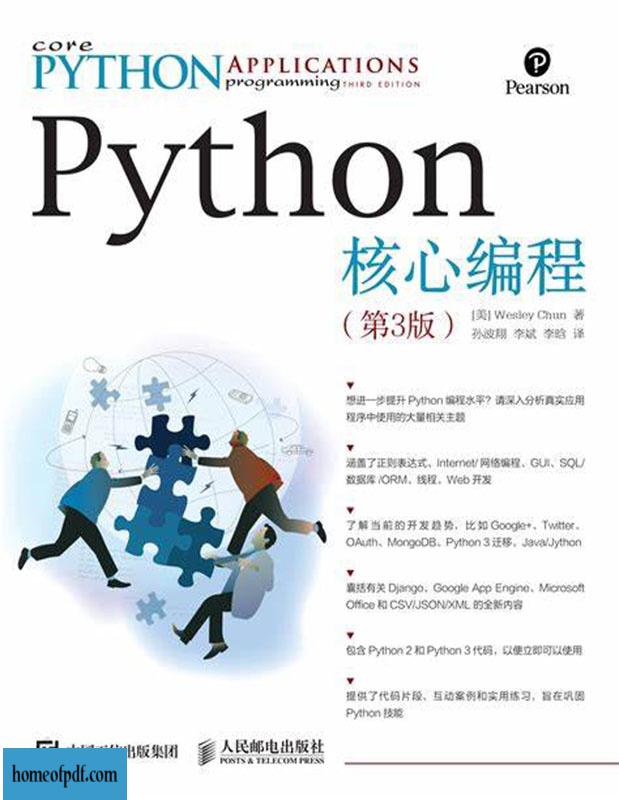 core
PYTHON APPLICATIONS
programming THIRD EDITION
Pearson
Python
核心编程
（第3版）
[美] Wesley Chun 著
孙波翔 李斌 李晗 译
想进一步提升 Python 编程水平？请深入分析真实应用
程序中使用的大量相关主题
涵盖了正则表达式、Internet/ 网络编程、GUI、SQL/
数据库 /ORM、线程、Web 开发
了解当前的开发趋势，比如 Google+、Twitter、
OAuth、MongoDB、Python 3 迁移、Java/Jython
囊括有关 Django、Google App Engine、Microsoft
Office 和 CSV/JSON/XML 的全新内容
包含 Python 2 和 Python 3 代码，以便立即可以使用
提供了代码片段、互动案例和实用练习，旨在巩固
Python 技能
出版集团
人民邮电出版社
POSTS & TELECOM PRESS
homeofpdf.com